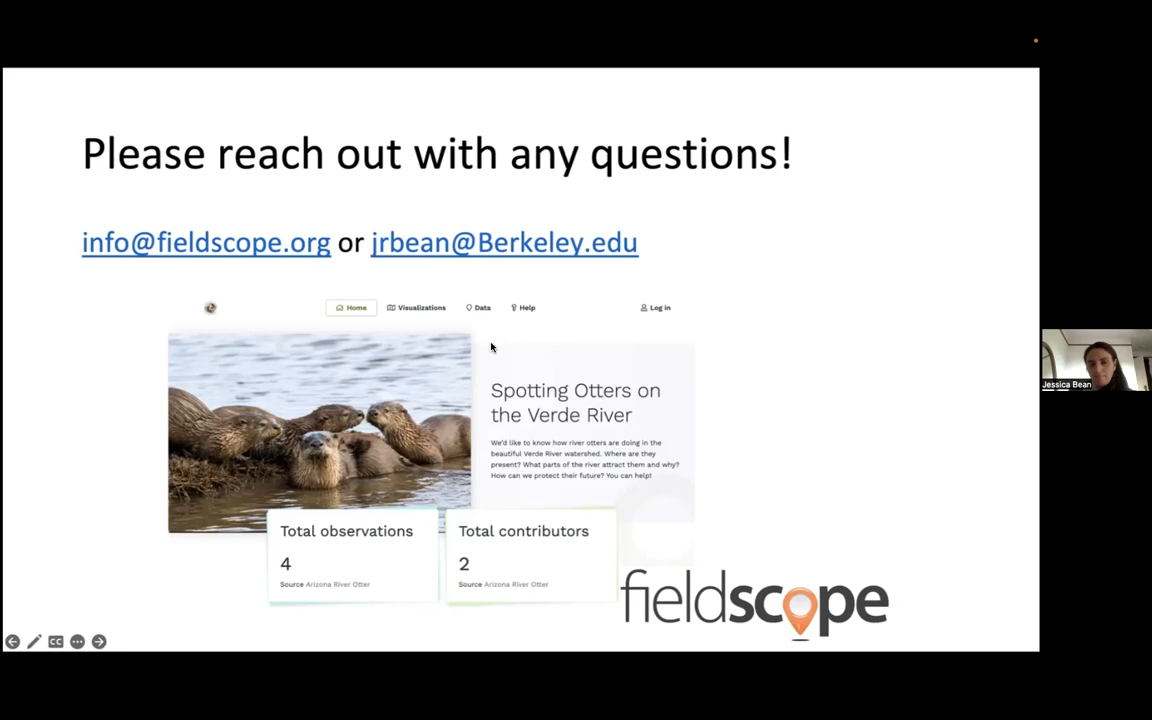 Please reach out with any questions!
info@fieldscope.org or jrbean@Berkeley.edu
Home Visualizations Data Help Log in
Spotting Otters on
the Verde River
We'd like to know how river otters are doing in the
beautiful Verde River watershed. Where are they
present? What parts of the river attract them and why?
How can we protect their future? You can help!
Total observations
4
Source Arizona River Otter
Total contributors
2
Source Arizona River Otter
fieldscope
CC
Jessica Bean